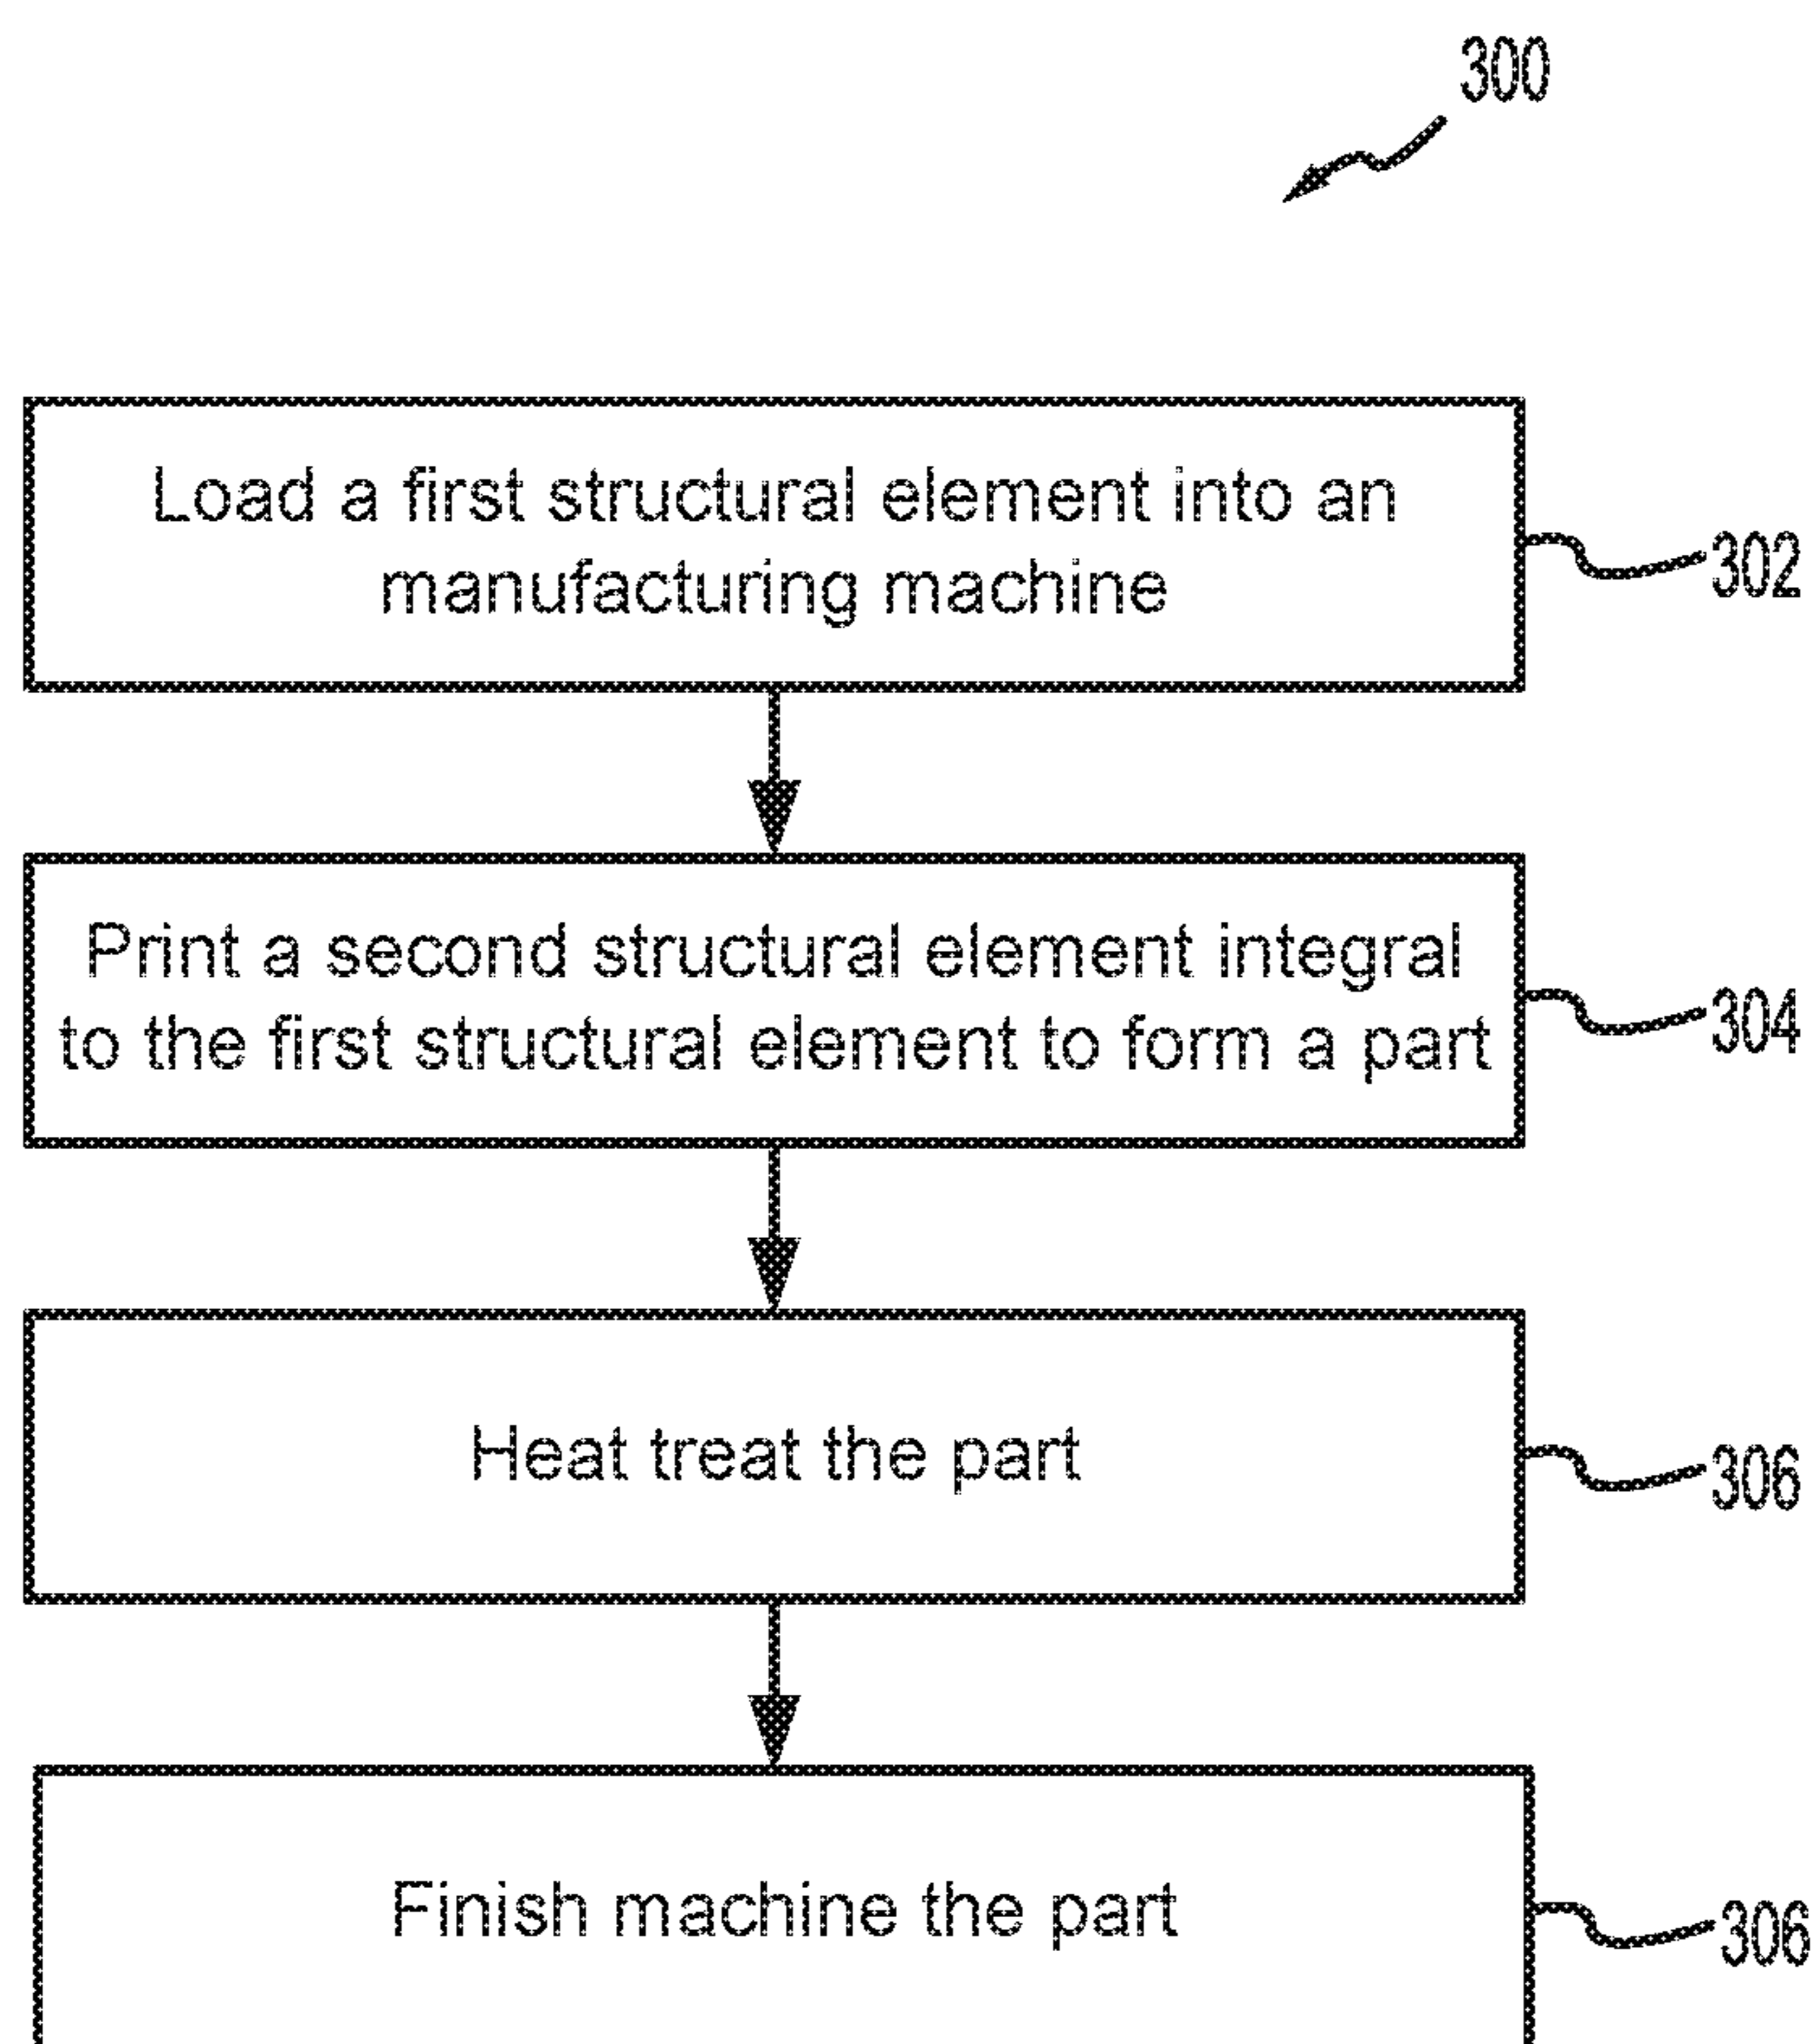 300
Load a first structural element into an
manufacturing machine
302
Print a second structural element integral
to the first structural element to form a part
304
Heat treat the part
306
Finish machine the part
306